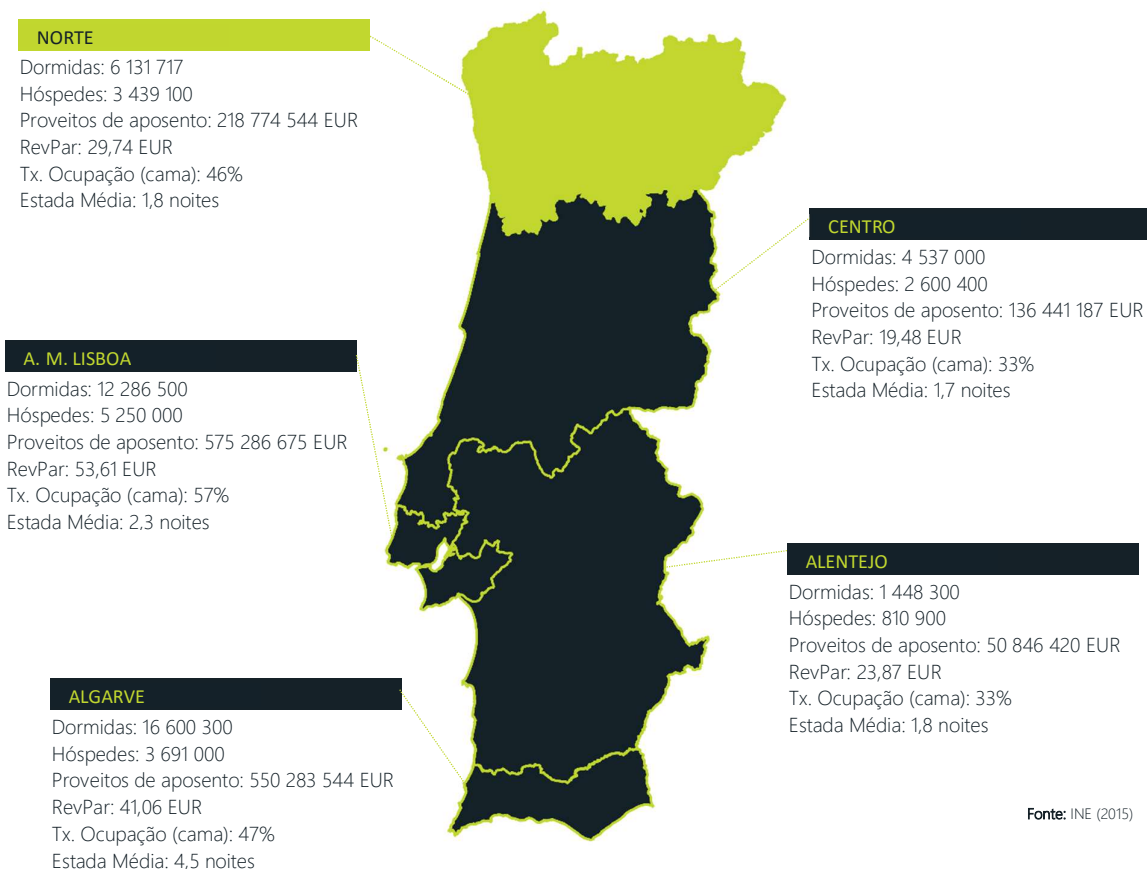 NORTE
Dormidas: 6 131 717
Hóspedes: 3 439 100
Proveitos de aposento: 218 774 544 EUR
RevPar: 29,74 EUR
Tx. Ocupação (cama): 46%
Estada Média: 1,8 noites
CENTRO
Dormidas: 4 537 000
Hóspedes: 2 600 400
Proveitos de aposento: 136 441 187 EUR
RevPar: 19,48 EUR
Tx. Ocupação (cama): 33%
Estada Média: 1,7 noites
A. M. LISBOA
Dormidas: 12 286 500
Hóspedes: 5 250 000
Proveitos de aposento: 575 286 675 EUR
RevPar: 53,61 EUR
Tx. Ocupação (cama): 57%
Estada Média: 2,3 noites
ALENTEJO
Dormidas: 1 448 300
Hóspedes: 810 900
Proveitos de aposento: 50 846 420 EUR
RevPar: 23,87 EUR
Tx. Ocupação (cama): 33%
Estada Média: 1,8 noites
ALGARVE
Dormidas: 16 600 300
Hóspedes: 3 691 000
Proveitos de aposento: 550 283 544 EUR
RevPar: 41,06 EUR
Tx. Ocupação (cama): 47%
Estada Média: 4,5 noites
Fonte: INE (2015)